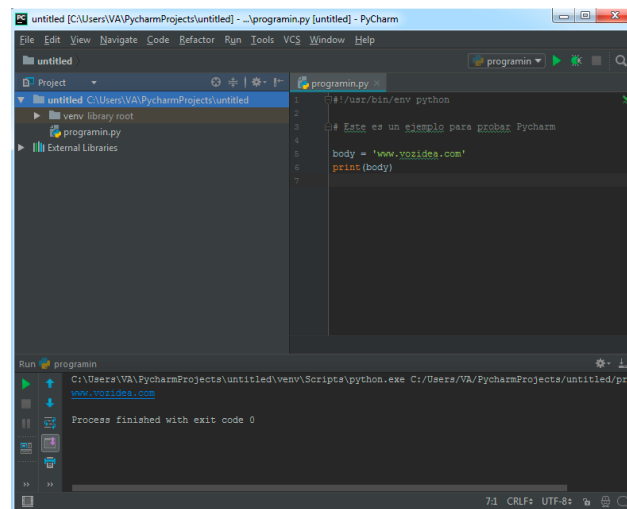 PC untitled [C:\Users\VA\PycharmProjects\untitled] - ...\programin.py [untitled] - PyCharm
File Edit View Navigate Code Refactor Run Tools VCS Window Help
untitled
programin
Project
programin.py
untitled C:\Users\VA\PycharmProjects\untitled
venv library root
programin.py
External Libraries
1 #!/usr/bin/env python
2
3 # Este es un ejemplo para probar Pycharm
4
5 body = 'www.vozidea.com'
6 print(body)
7
Run programin
C:\Users\VA\PycharmProjects\untitled\venv\Scripts\python.exe C:/Users/VA/PycharmProjects/untitled/pr
www.vozidea.com
Process finished with exit code 0
7:1 CRLF UTF-8